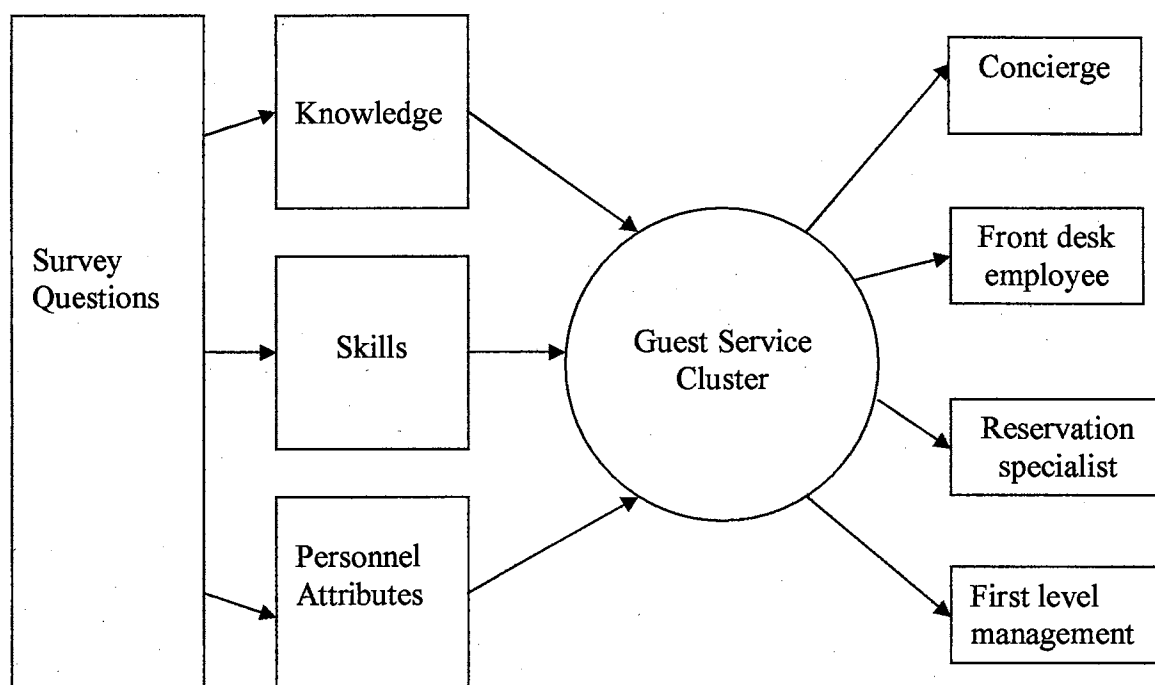 Survey
Questions
Knowledge
Skills
Personnel
Attributes
Guest Service
Cluster
Concierge
Front desk
employee
Reservation
specialist
First level
management